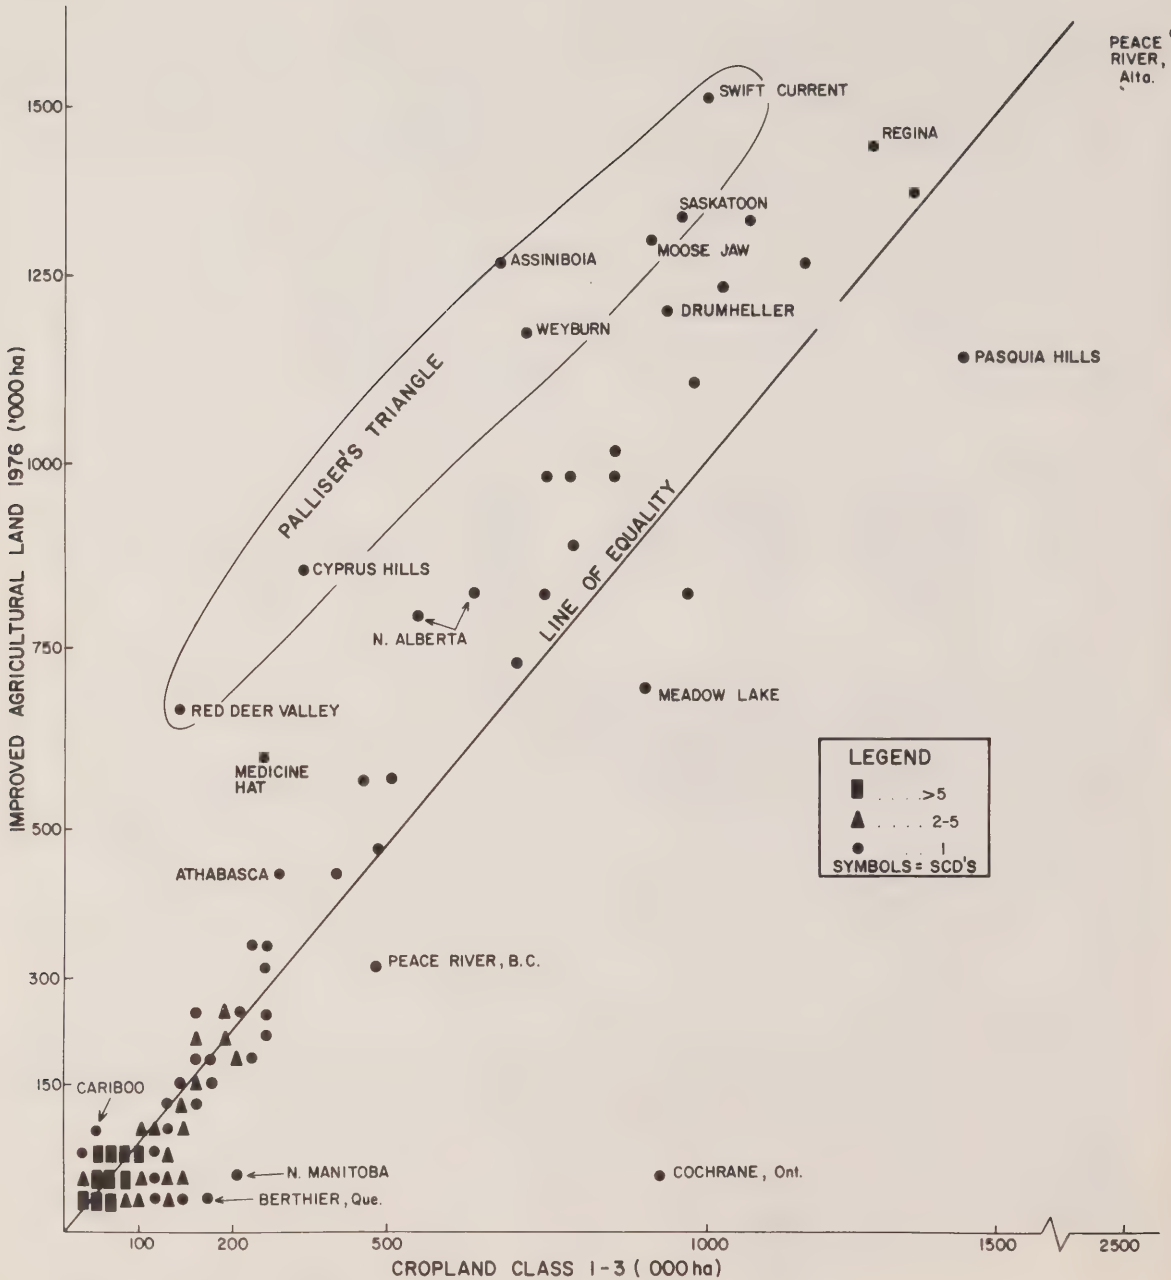 PEACE
RIVER,
Alta.
SWIFT CURRENT
1500
REGINA
SASKATOON
MOOSE JAW
ASSINIBOIA
1250
DRUMHELLER
WEYBURN
PASQUIA HILLS
PALLISER'S TRIANGLE
IMPROVED AGRICULTURAL LAND 1976 ('000 ha)
1000
LINE OF EQUALITY
CYPRUS HILLS
N. ALBERTA
750
MEADOW LAKE
RED DEER VALLEY
MEDICINE
HAT
LEGEND
. . . . >5
. . . . 2-5
. . 1
SYMBOLS = SCD'S
500
ATHABASCA
PEACE RIVER, B.C.
300
150
CARIBOO
N. MANITOBA
COCHRANE, Ont.
BERTHIER, Que.
100 200 500 1000 1500 2500
CROPLAND CLASS 1-3 ( 000 ha)